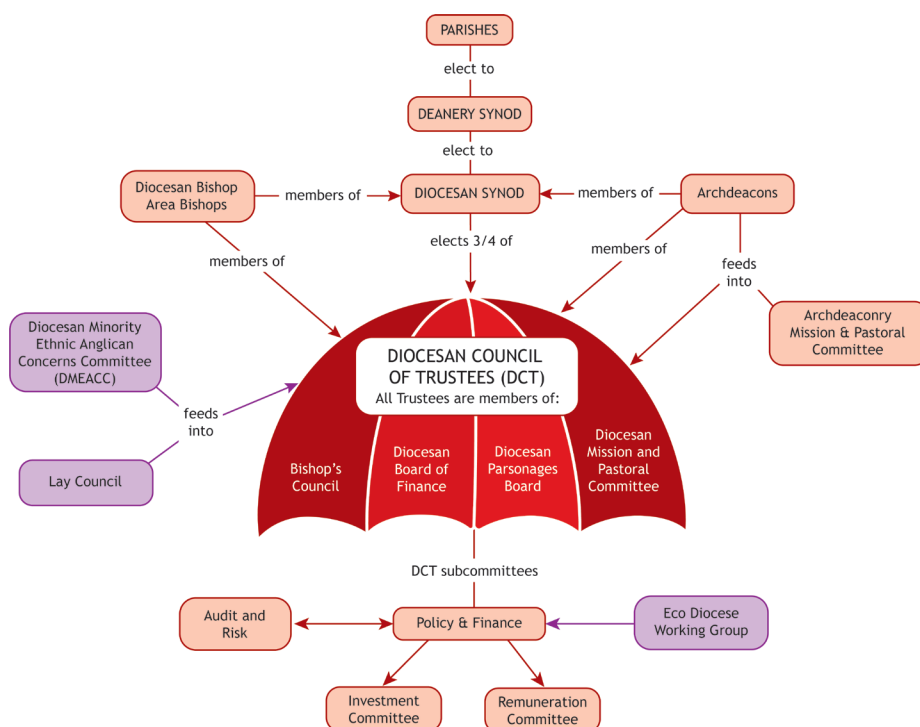 PARISHES
elect to
DEANERY SYNOD
elect to
Diocesan Bishop
Area Bishops
members of
DIOCESAN SYNOD
members of
Archdeacons
members of
elects 3/4 of
members of
feeds
into
Archdeaconry
Mission & Pastoral
Committee
Diocesan Minority
Ethnic Anglican
Concerns Committee
(DMEACC)
feeds
into
Lay Council
DIOCESAN COUNCIL
OF TRUSTEES (DCT)
All Trustees are members of:
Bishop's
Council
Diocesan
Board of
Finance
Diocesan
Parsonages
Board
Diocesan
Mission and
Pastoral
Committee
DCT subcommittees
Audit and
Risk
Policy & Finance
Eco Diocese
Working Group
Investment
Committee
Remuneration
Committee